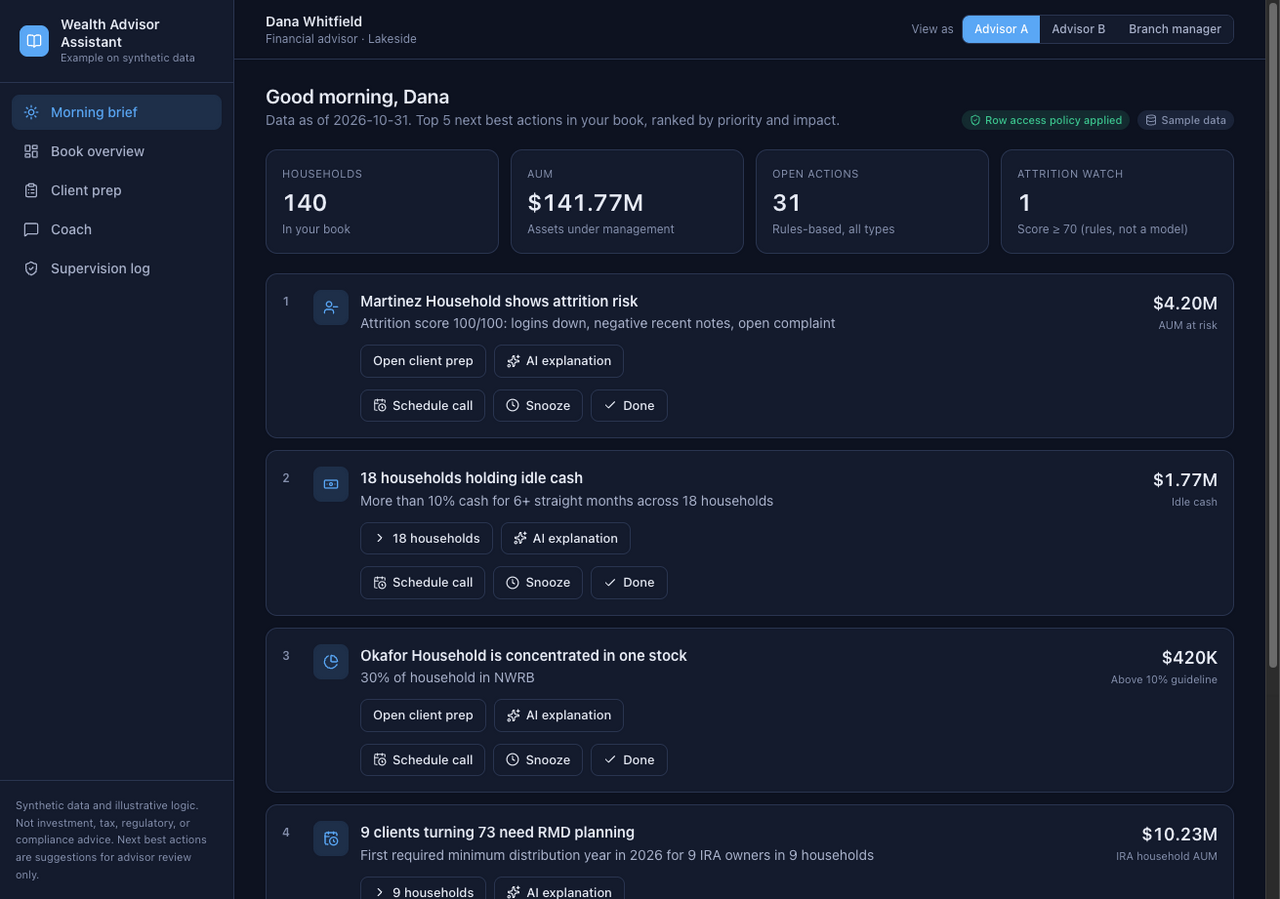 Wealth Advisor
Assistant
Example on synthetic data
Morning brief
Book overview
Client prep
Coach
Supervision log
Synthetic data and illustrative logic.
Not investment, tax, regulatory, or
compliance advice. Next best actions
are suggestions for advisor review
only.
Dana Whitfield
Financial advisor · Lakeside
View as Advisor A Advisor B Branch manager
Good morning, Dana
Data as of 2026-10-31. Top 5 next best actions in your book, ranked by priority and impact.
Row access policy applied Sample data
HOUSEHOLDS
140
In your book
AUM
$141.77M
Assets under management
OPEN ACTIONS
31
Rules-based, all types
ATTRITION WATCH
1
Score ≥ 70 (rules, not a model)
1 Martinez Household shows attrition risk $4.20M
Attrition score 100/100: logins down, negative recent notes, open complaint AUM at risk
Open client prep AI explanation
Schedule call Snooze Done
2 18 households holding idle cash $1.77M
More than 10% cash for 6+ straight months across 18 households Idle cash
18 households AI explanation
Schedule call Snooze Done
3 Okafor Household is concentrated in one stock $420K
30% of household in NWRB Above 10% guideline
Open client prep AI explanation
Schedule call Snooze Done
4 9 clients turning 73 need RMD planning $10.23M
First required minimum distribution year in 2026 for 9 IRA owners in 9 households IRA household AUM
9 households AI explanation